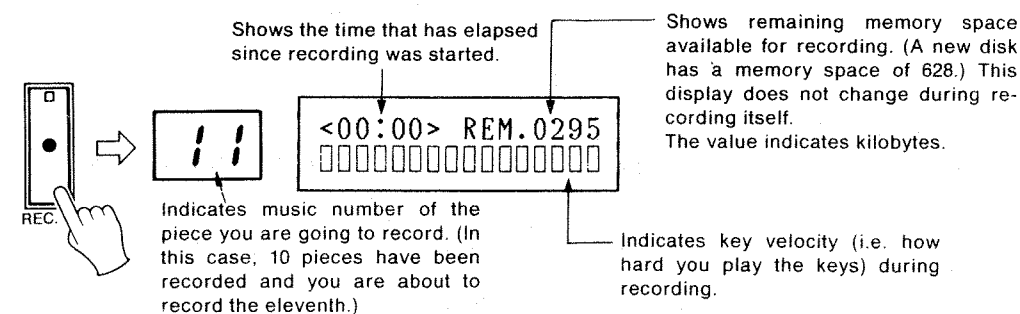 Shows the time that has elapsed
since recording was started.
Shows remaining memory space
available for recording. (A new disk
has a memory space of 628.) This
display does not change during re-
cording itself.
The value indicates kilobytes.
REC.
11
<00:00> REM.0295
Indicates music number of the
piece you are going to record. (In
this case, 10 pieces have been
recorded and you are about to
record the eleventh.)
Indicates key velocity (i.e. how
hard you play the keys) during
recording.